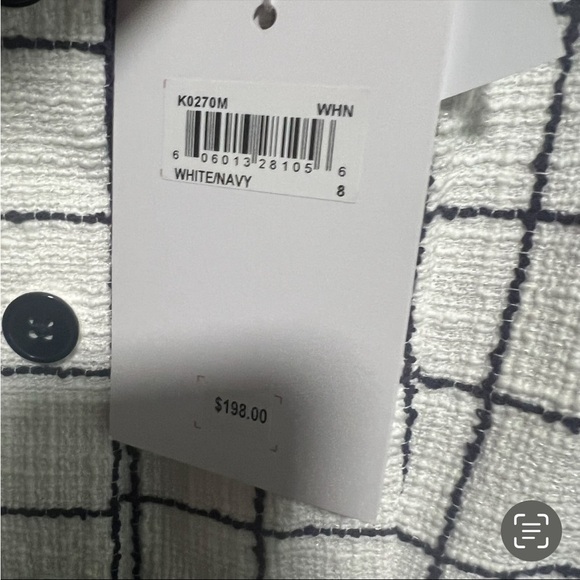 K0270M WHN
6 06013 28105 6
WHITE/NAVY 8
$198.00